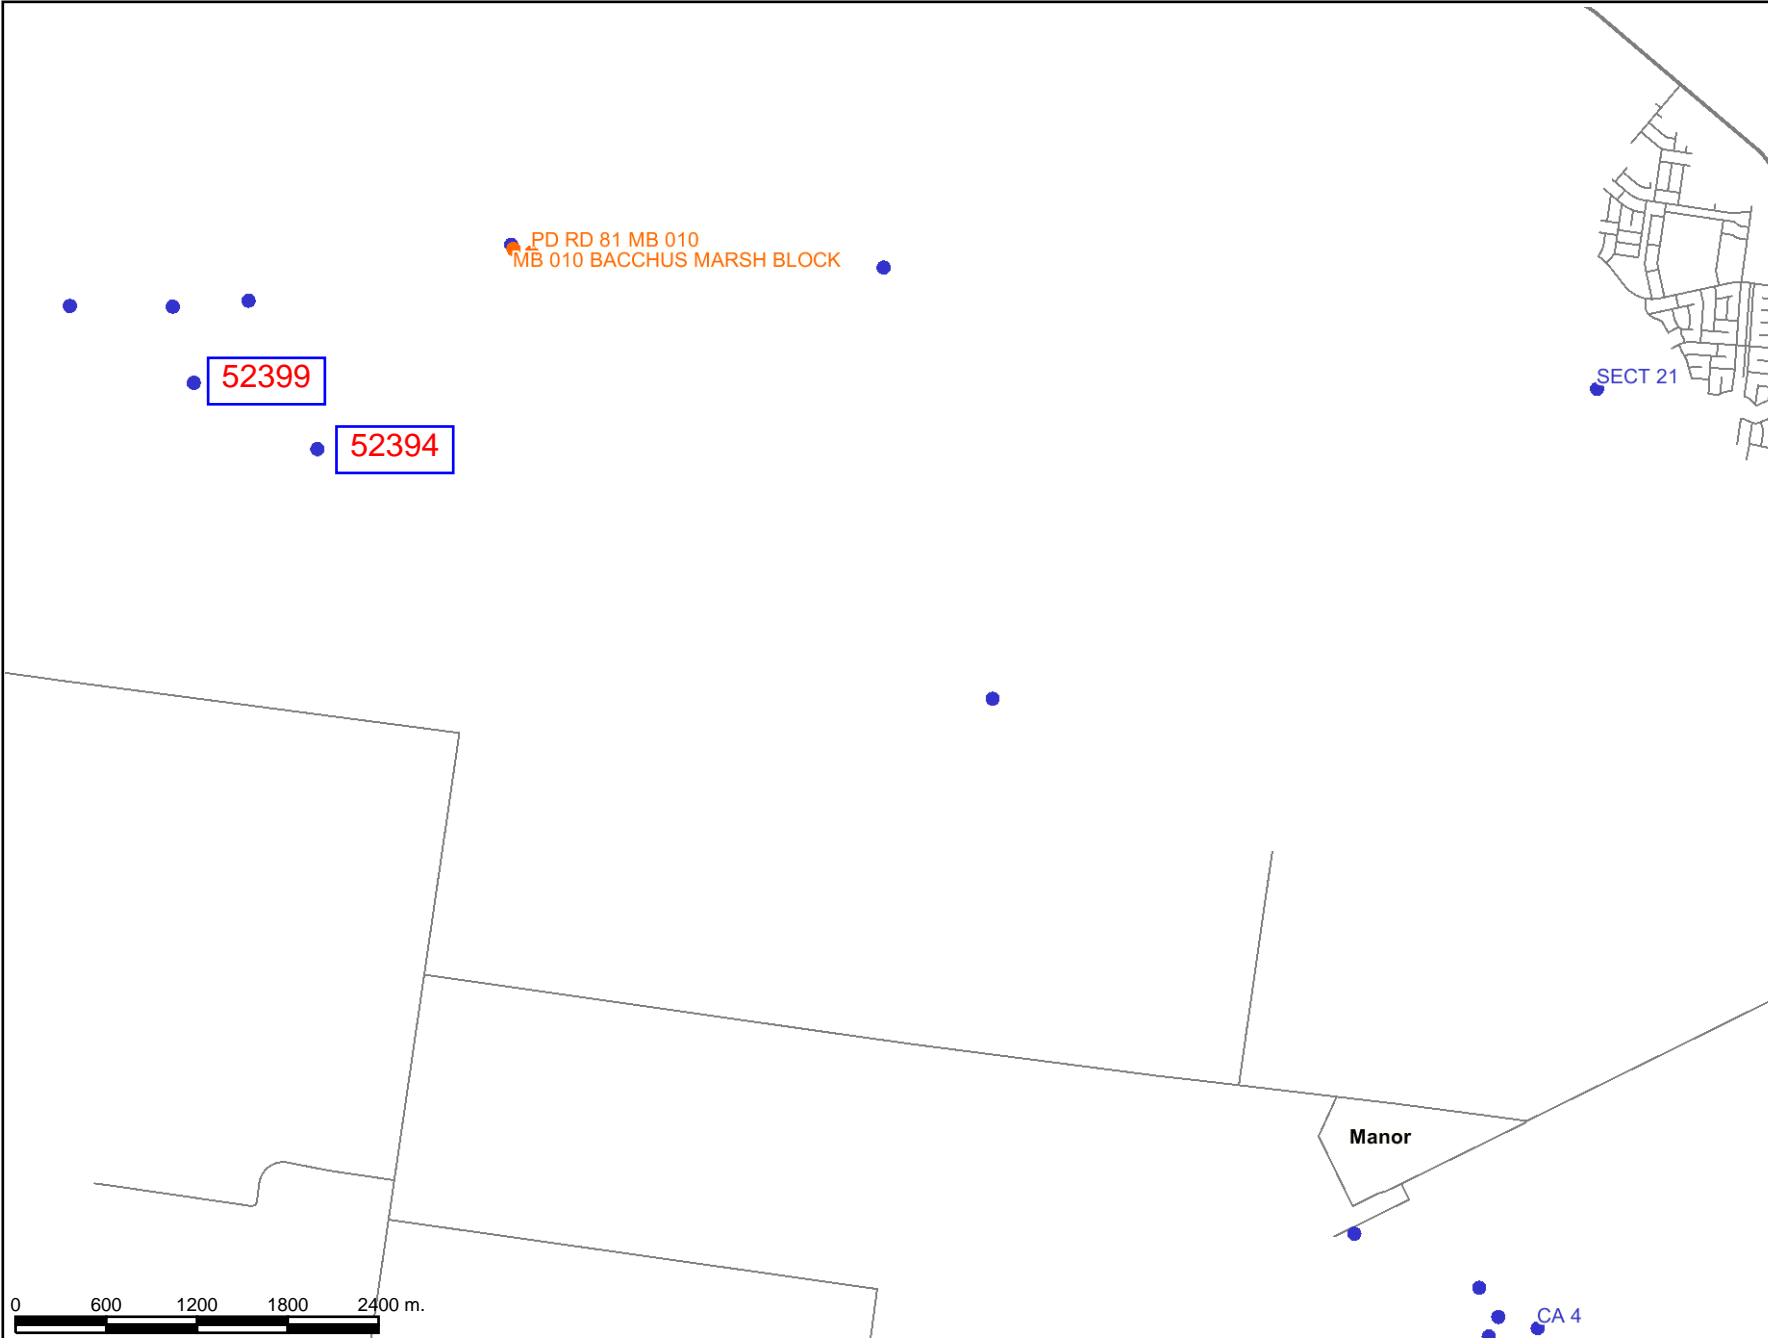 PD RD 81 MB 010
MB 010 BACCHUS MARSH BLOCK
52399
SECT 21
52394
Manor
0 600 1200 1800 2400 m.
CA 4